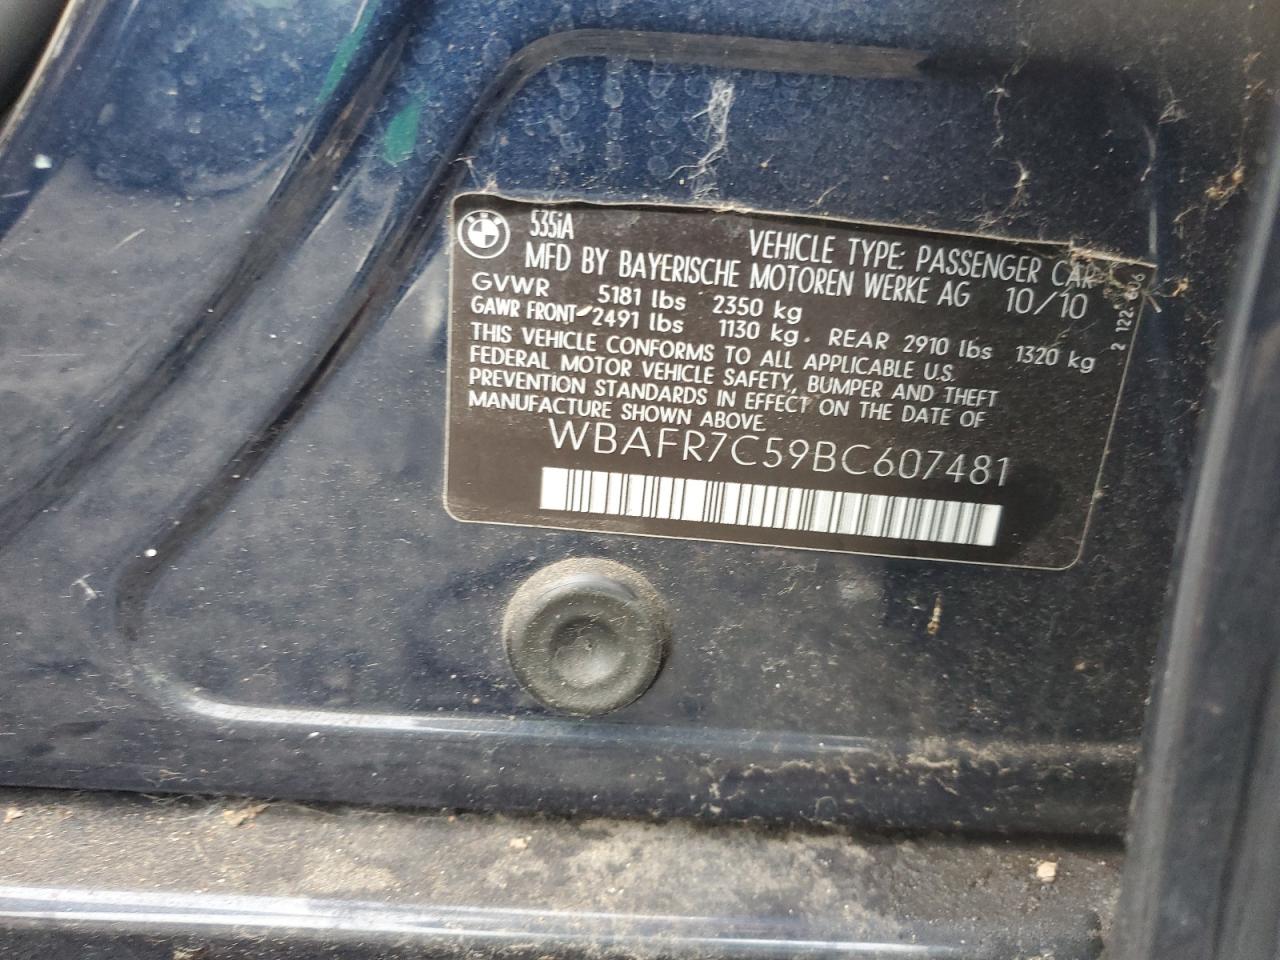 BMW
535iA
VEHICLE TYPE: PASSENGER CAR
MFD BY BAYERISCHE MOTOREN WERKE AG 10/10
GVWR 5181 lbs 2350 kg
GAWR FRONT 2491 lbs 1130 kg. REAR 2910 lbs 1320 kg
THIS VEHICLE CONFORMS TO ALL APPLICABLE U.S.
FEDERAL MOTOR VEHICLE SAFETY, BUMPER AND THEFT
PREVENTION STANDARDS IN EFFECT ON THE DATE OF
MANUFACTURE SHOWN ABOVE.
WBAFR7C59BC607481